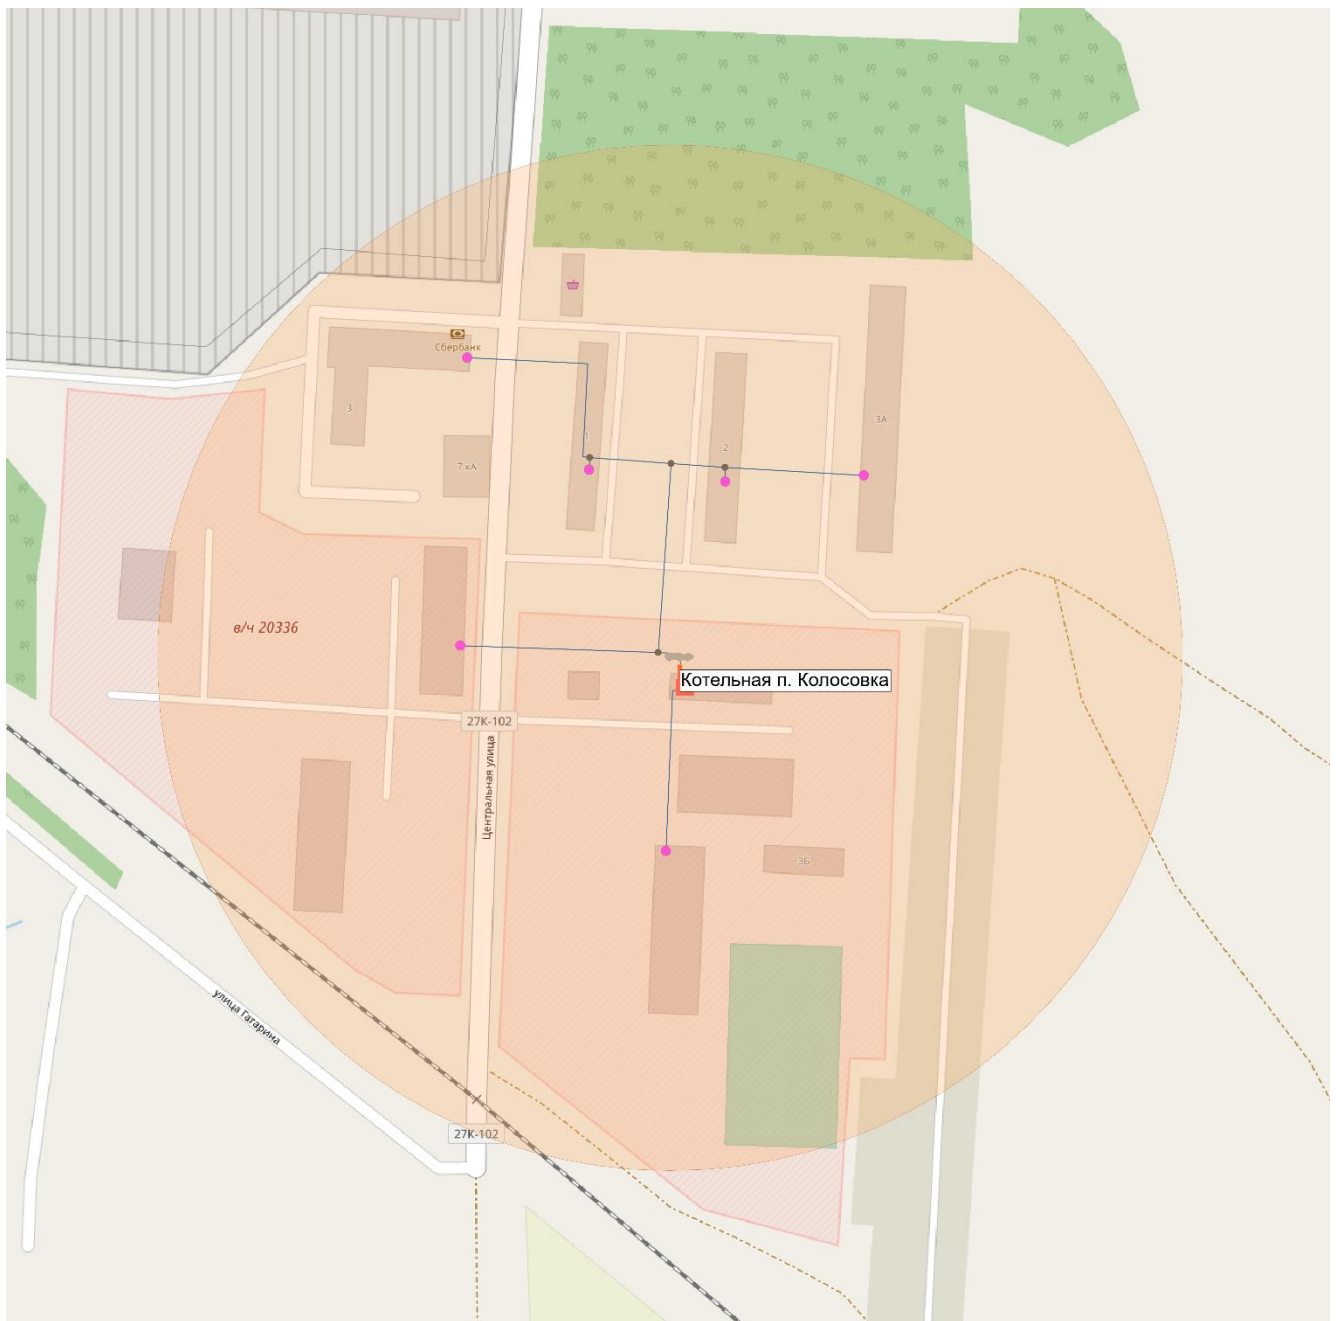 Сбербанк
3
7 кА
1
2
3А
в/ч 20336
Котельная п. Колосовка
27К-102
Центральная улица
3Б
улица Гагарина
27К-102